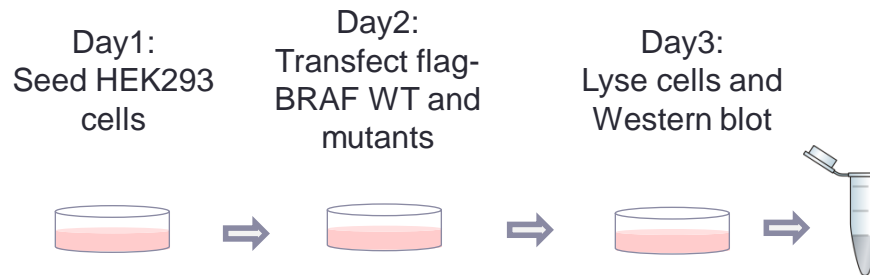 Day1:
Seed HEK293
cells
Day2:
Transfect flag-
BRAF WT and
mutants
Day3:
Lyse cells and
Western blot